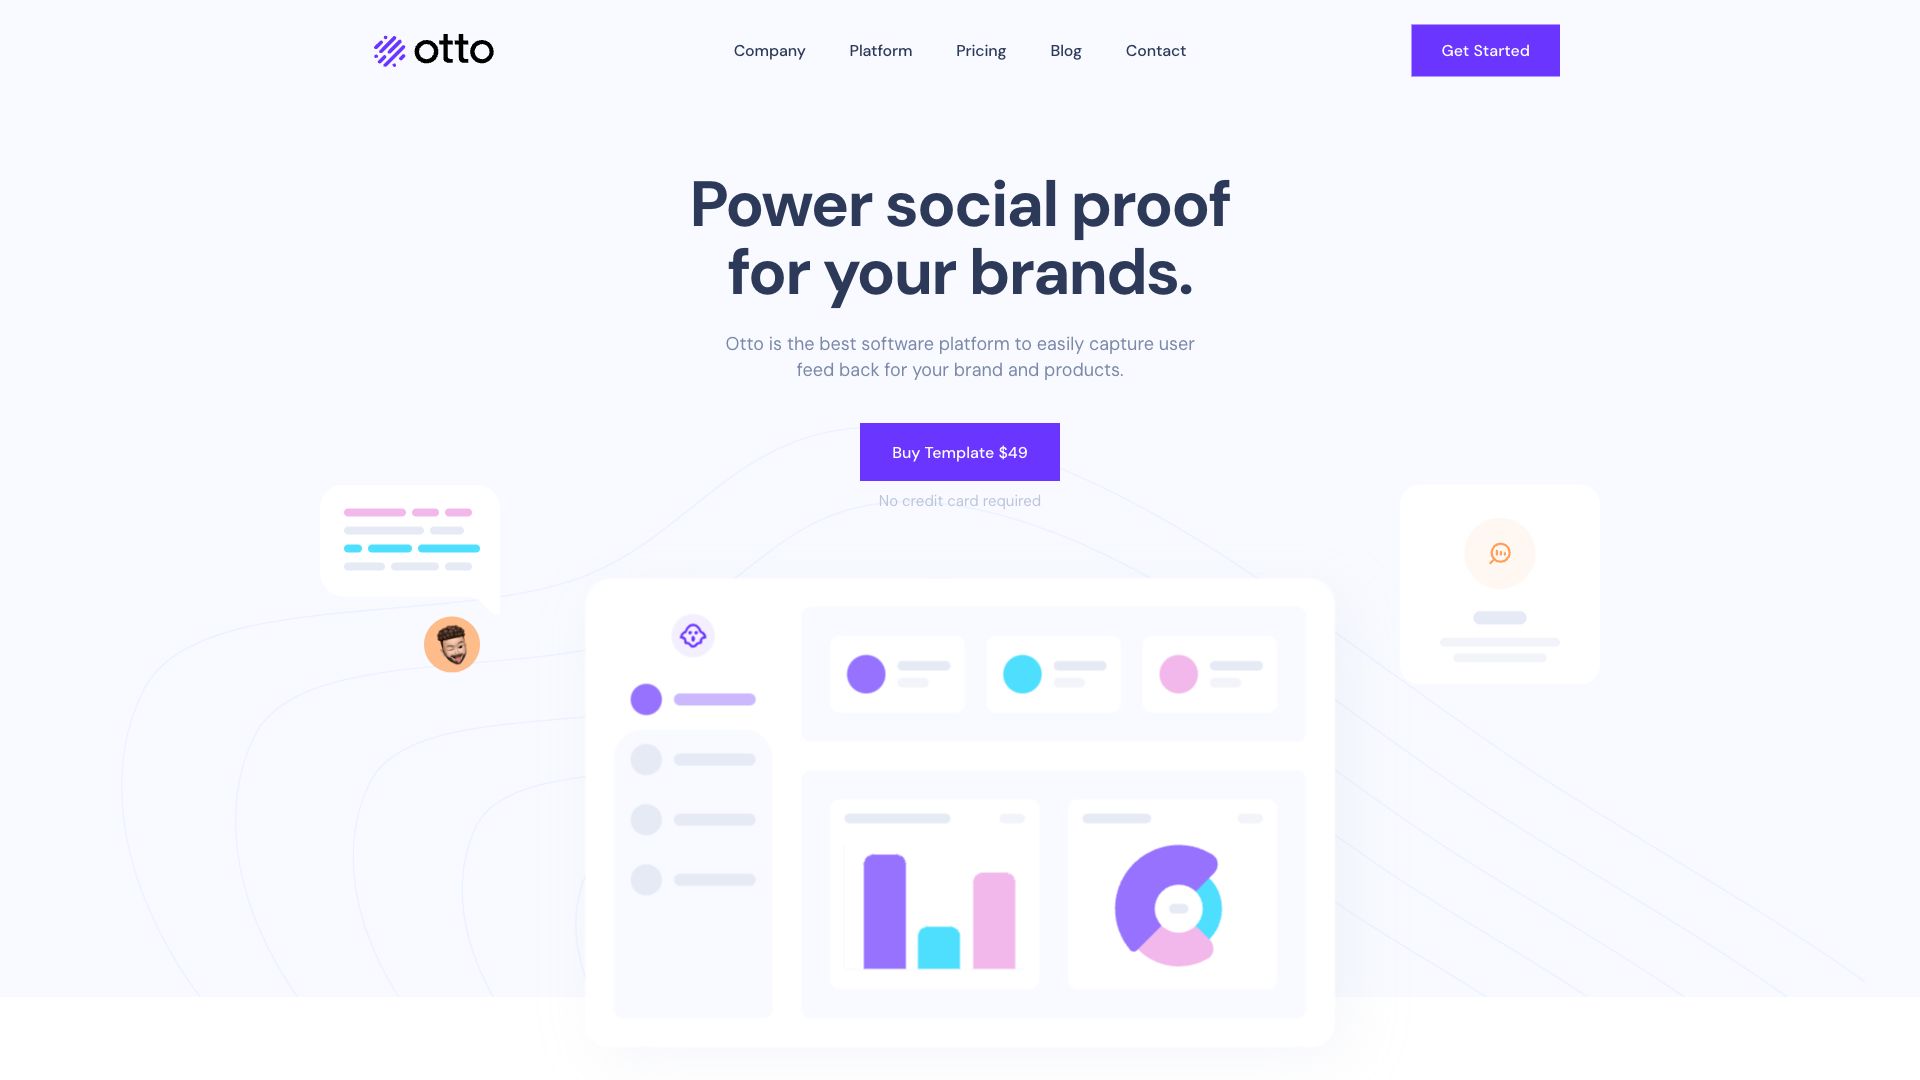 otto
Company
Platform
Pricing
Blog
Contact
Get Started
Power social proof
for your brands.
Otto is the best software platform to easily capture user
feed back for your brand and products.
Buy Template $49
No credit card required